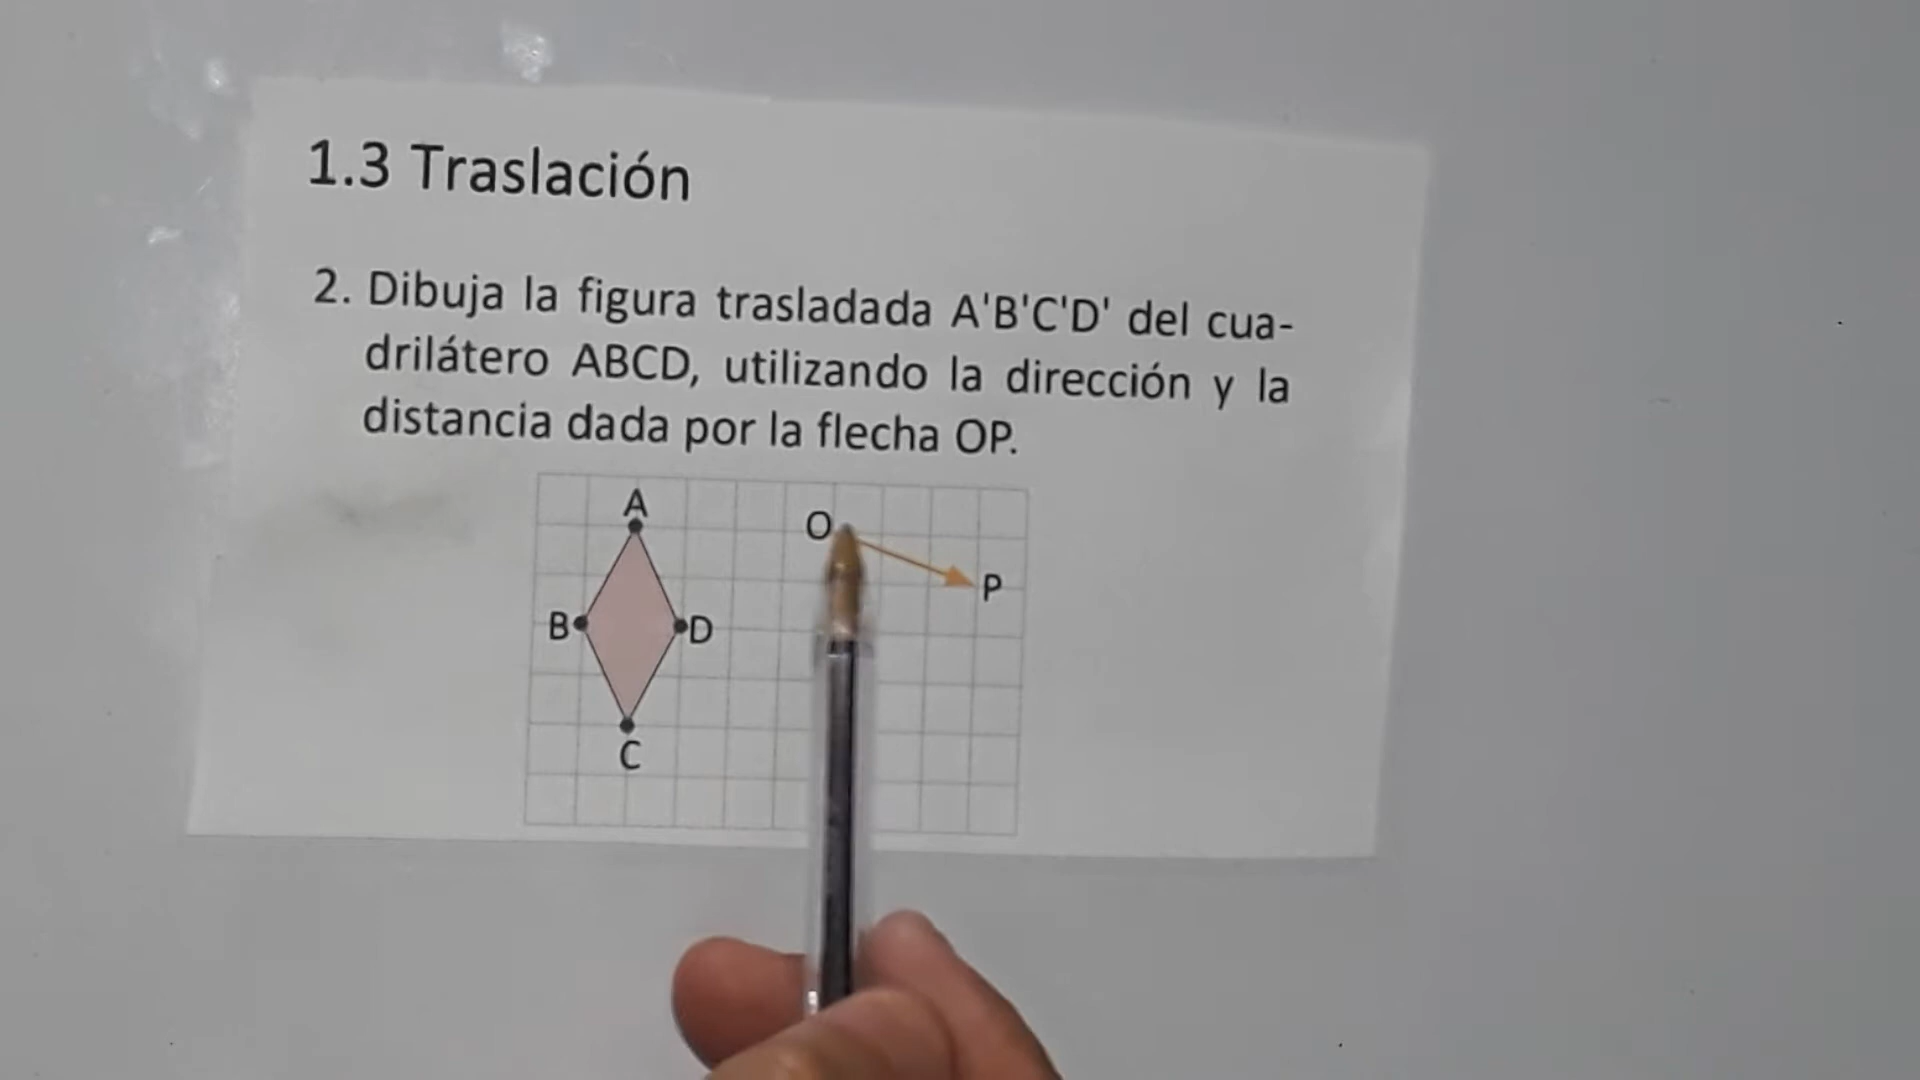 1.3 Traslación
2. Dibuja la figura trasladada A'B'C'D' del cua-
drilátero ABCD, utilizando la dirección y la
distancia dada por la flecha OP.
A
O
P
B
D
C